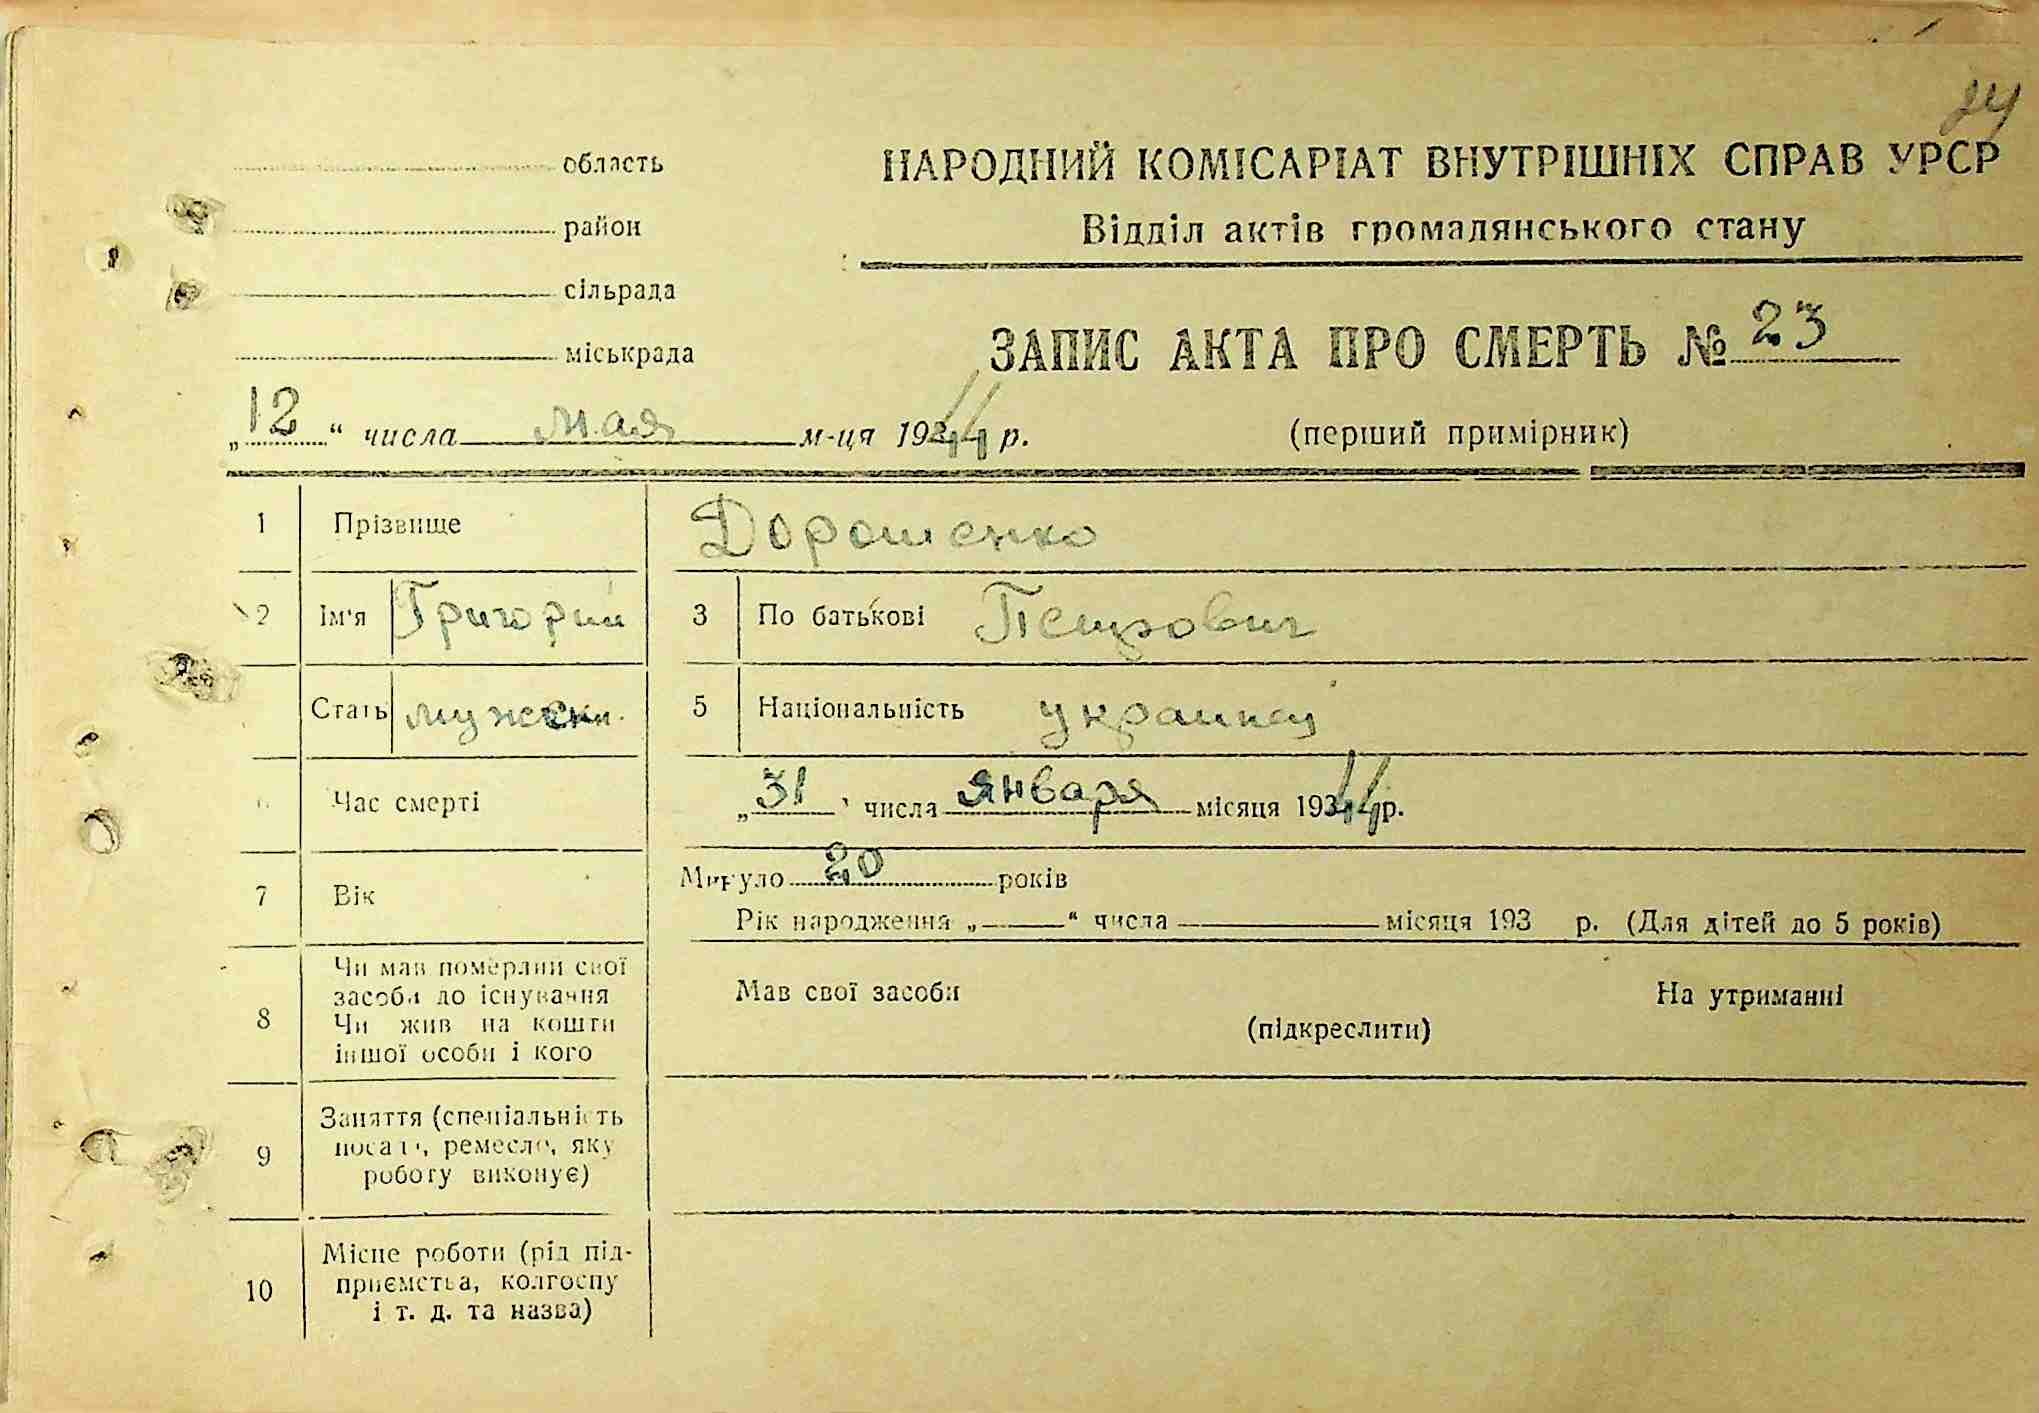 24
область
НАРОДНИЙ КОМІСАРІАТ ВНУТРІШНІХ СПРАВ УРСР
район
Відділ актів громадянського стану
сільрада
ЗАПИС АКТА ПРО СМЕРТЬ № 23
міськрада
„12“ числа мая м-ця 1944 р.
(перший примірник)
1 Прізвище Дорошенко
2 Ім'я Григорий 3 По батькові Петрович
Стать мужски. 5 Національність украинец
6 Час смерті „31“ числа января місяця 1944 р.
7 Вік Минуло 20 років
Рік народження „ “ числа місяця 193 р. (Для дітей до 5 років)
8 Чи мав померлий свої
засоби до існування
Чи жив на кошти
іншої особи і кого
Мав свої засоби На утриманні
(підкреслити)
9 Заняття (спеціальність
посада, ремесло, яку
роботу виконує)
10 Місце роботи (рід під-
приємства, колгоспу
і т. д. та назва)